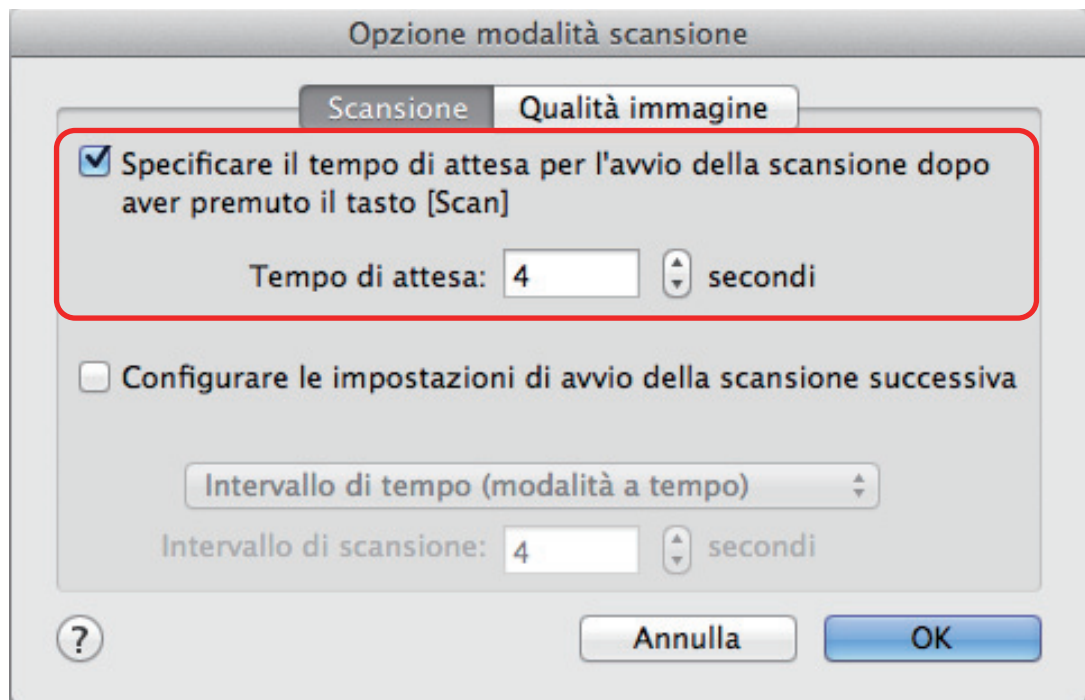 Opzione modalità scansione
Scansione Qualità immagine
Specificare il tempo di attesa per l'avvio della scansione dopo
aver premuto il tasto [Scan]
Tempo di attesa: 4 secondi
Configurare le impostazioni di avvio della scansione successiva
Intervallo di tempo (modalità a tempo)
Intervallo di scansione: 4 secondi
? Annulla OK